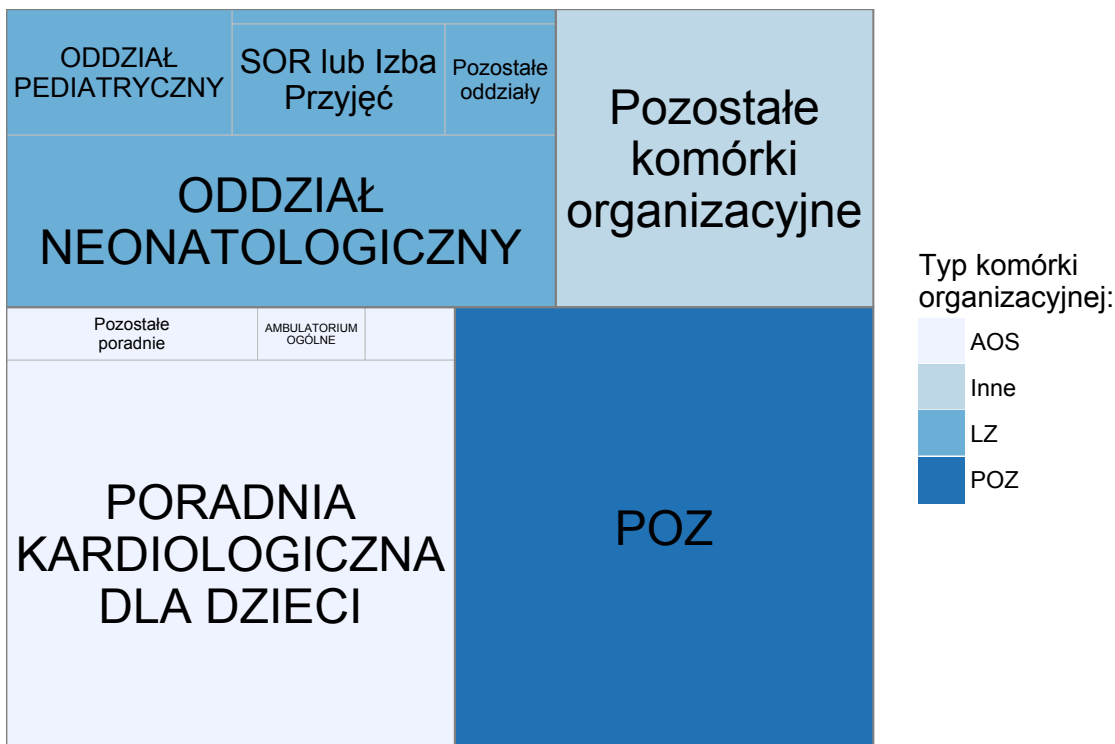 ODDZIAŁ
PEDIATRYCZNY
SOR lub Izba
Przyjęć
Pozostałe
oddziały
Pozostałe
komórki
organizacyjne
ODDZIAŁ
NEONATOLOGICZNY
Pozostałe
poradnie
AMBULATORIUM
OGÓLNE
PORADNIA
KARDIOLOGICZNA
DLA DZIECI
POZ
Typ komórki
organizacyjnej:
AOS
Inne
LZ
POZ